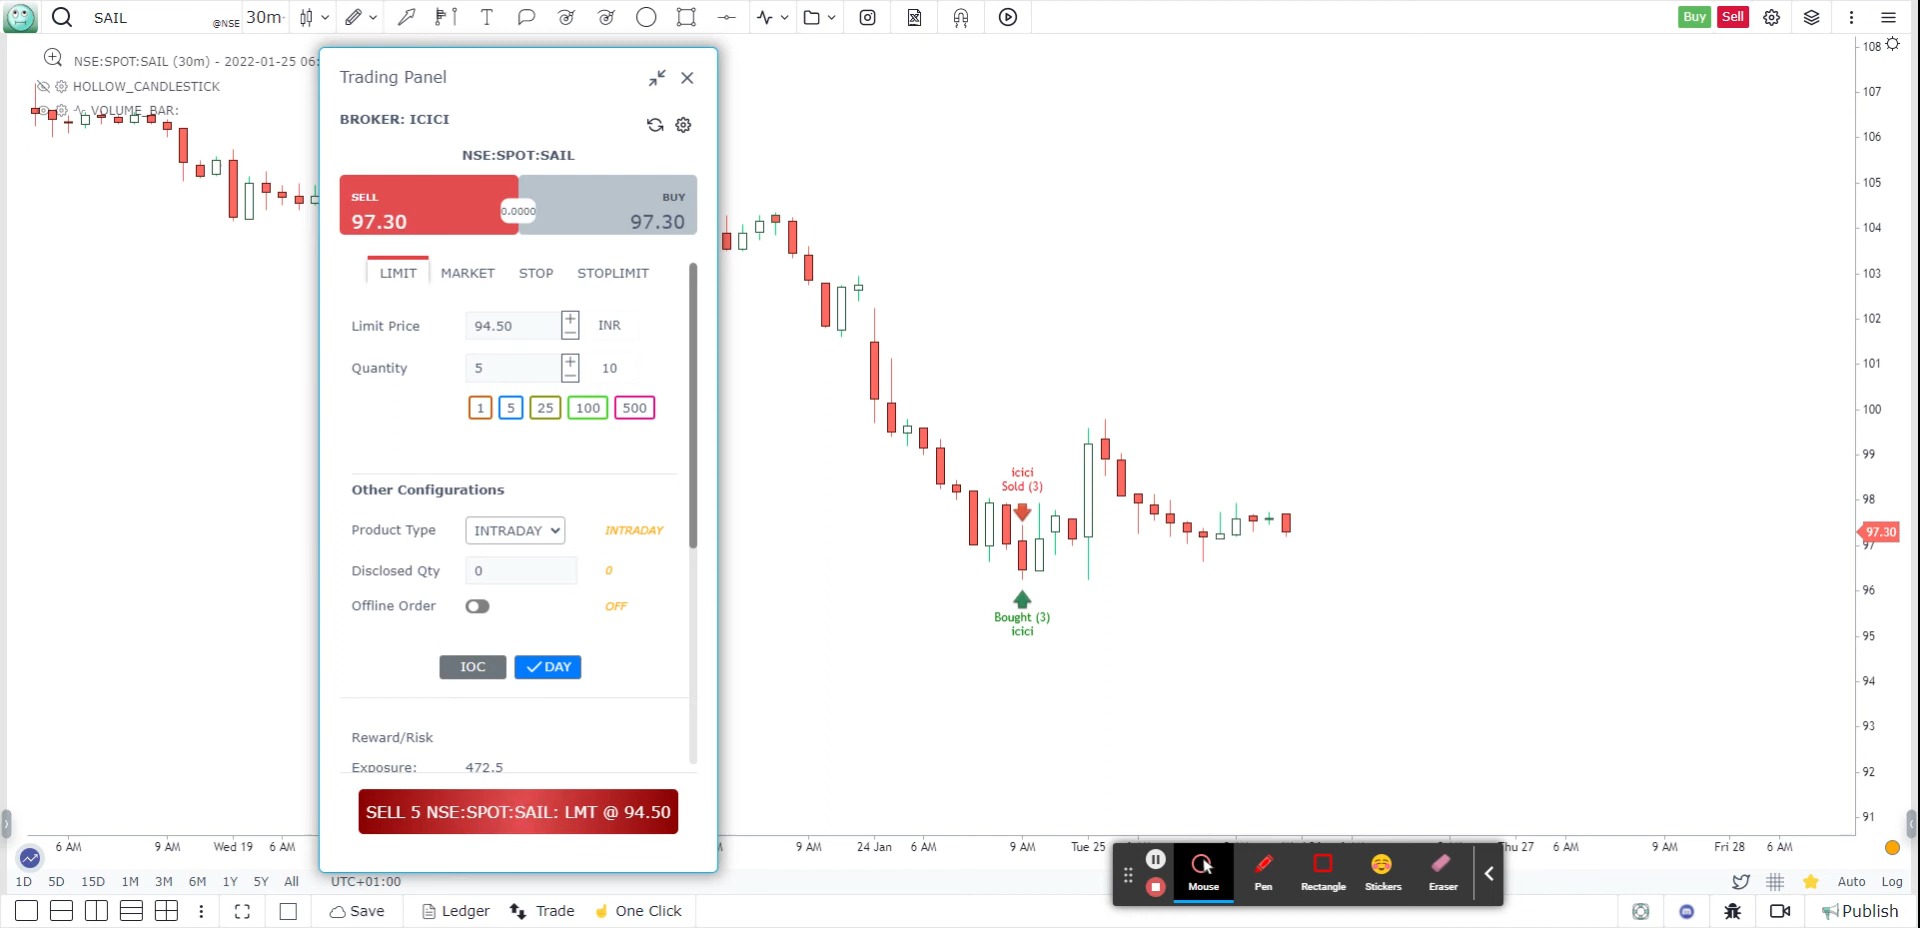 SAIL @NSE 30m T Buy Sell
NSE:SPOT:SAIL (30m) - 2022-01-25 06:
HOLLOW_CANDLESTICK
VOLUME_BAR:
Trading Panel
BROKER: ICICI
NSE:SPOT:SAIL
SELL BUY
97.30 0.0000 97.30
LIMIT MARKET STOP STOPLIMIT
Limit Price 94.50 + − INR
Quantity 5 + − 10
1 5 25 100 500
Other Configurations
Product Type INTRADAY INTRADAY
Disclosed Qty 0 0
Offline Order OFF
IOC DAY
Reward/Risk
Exposure: 472.5
SELL 5 NSE:SPOT:SAIL: LMT @ 94.50
icici
Sold (3)
Bought (3)
icici
108
107
106
105
104
103
102
101
100
99
98
97.30
97
96
95
94
93
92
91
6 AM 9 AM Wed 19 6 AM 9 AM 24 Jan 6 AM 9 AM Tue 25 Thu 27 6 AM 9 AM Fri 28 6 AM
Mouse Pen Rectangle Stickers Eraser
1D 5D 15D 1M 3M 6M 1Y 5Y All UTC+01:00 Auto Log
Save Ledger Trade One Click Publish